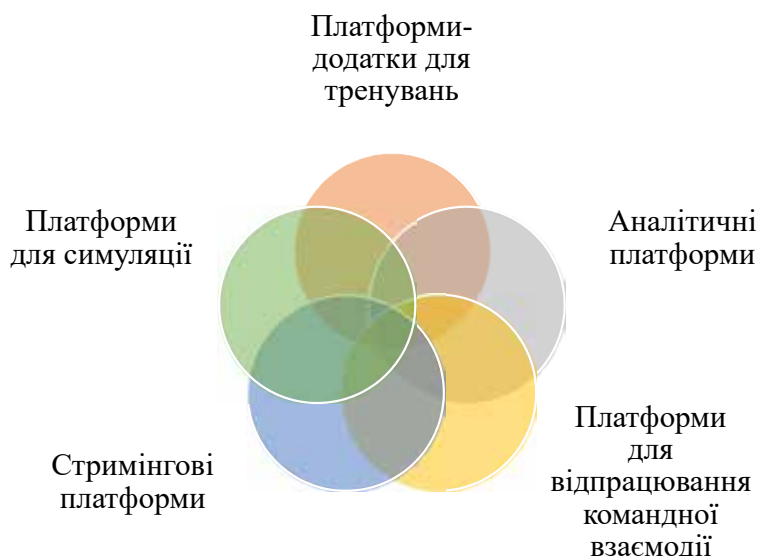 Платформи-
додатки для
тренувань
Платформи
для симуляції
Аналітичні
платформи
Стримінгові
платформи
Платформи
для
відпрацювання
командної
взаємодії